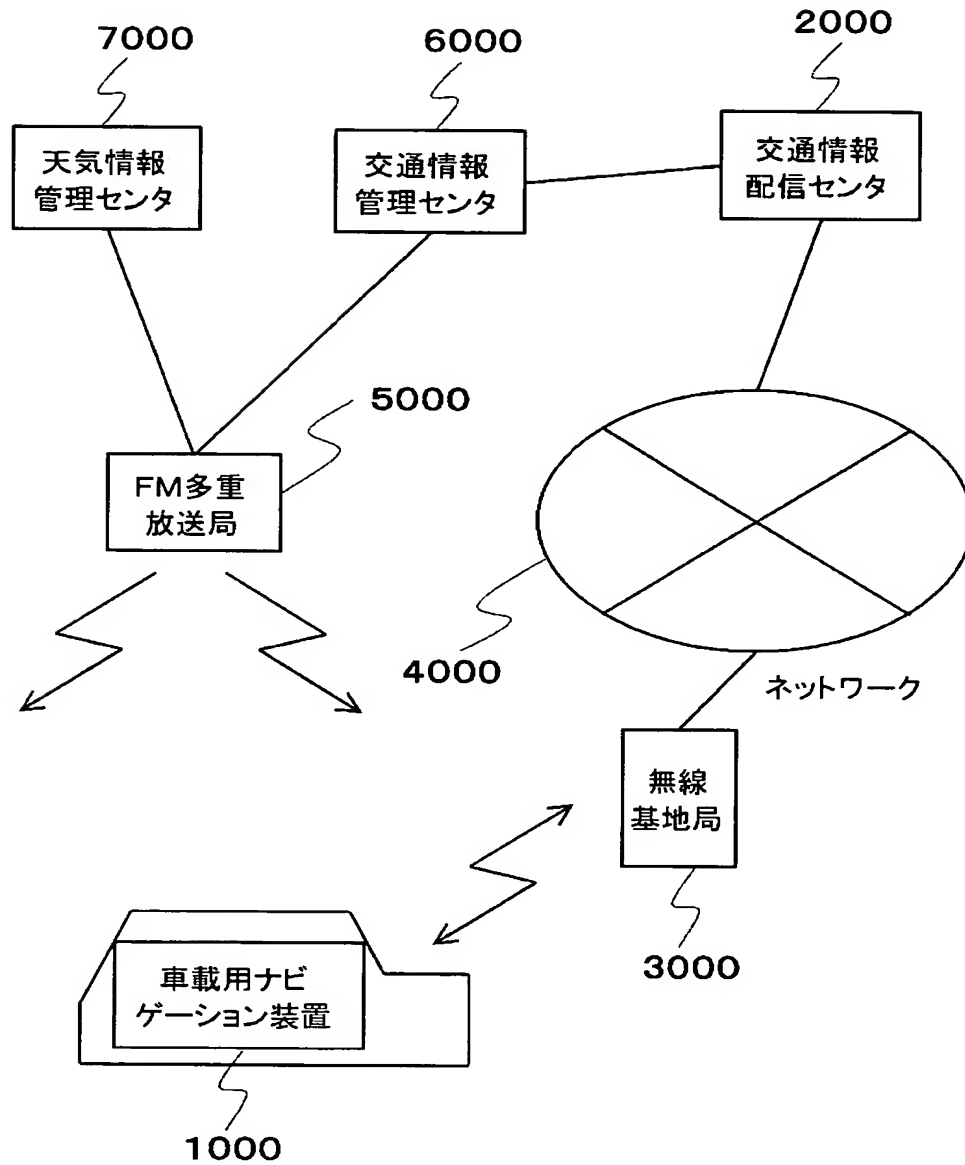 7000
6000
2000
天気情報
管理センタ
交通情報
管理センタ
交通情報
配信センタ
5000
FM多重
放送局
4000
ネットワーク
無線
基地局
3000
車載用ナビ
ゲーション装置
1000